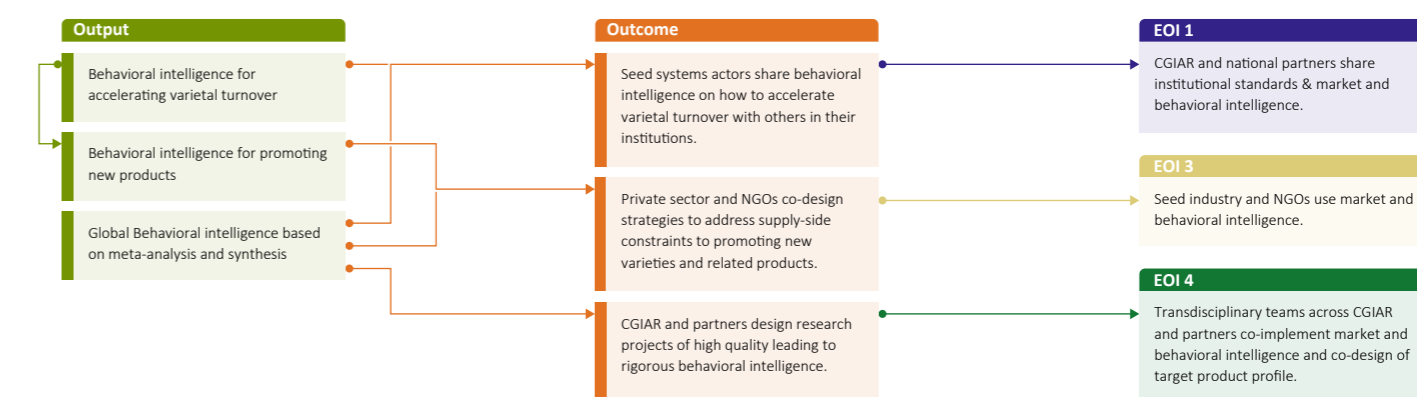 Output
Behavioral intelligence for
accelerating varietal turnover
Behavioral intelligence for promoting
new products
Global Behavioral intelligence based
on meta-analysis and synthesis
Outcome
Seed systems actors share behavioral
intelligence on how to accelerate
varietal turnover with others in their
institutions.
Private sector and NGOs co-design
strategies to address supply-side
constraints to promoting new
varieties and related products.
CGIAR and partners design research
projects of high quality leading to
rigorous behavioral intelligence.
EOI 1
CGIAR and national partners share
institutional standards & market and
behavioral intelligence.
EOI 3
Seed industry and NGOs use market and
behavioral intelligence.
EOI 4
Transdisciplinary teams across CGIAR
and partners co-implement market and
behavioral intelligence and co-design of
target product profile.